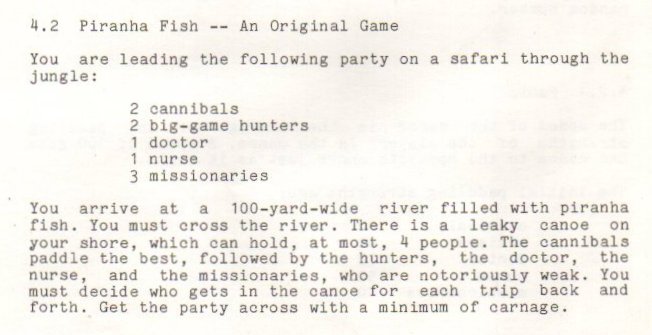 4.2 Piranha Fish -- An Original Game
You are leading the following party on a safari through the
jungle:
2 cannibals
2 big-game hunters
1 doctor
1 nurse
3 missionaries
You arrive at a 100-yard-wide river filled with piranha
fish. You must cross the river. There is a leaky canoe on
your shore, which can hold, at most, 4 people. The cannibals
paddle the best, followed by the hunters, the doctor, the
nurse, and the missionaries, who are notoriously weak. You
must decide who gets in the canoe for each trip back and
forth. Get the party across with a minimum of carnage.